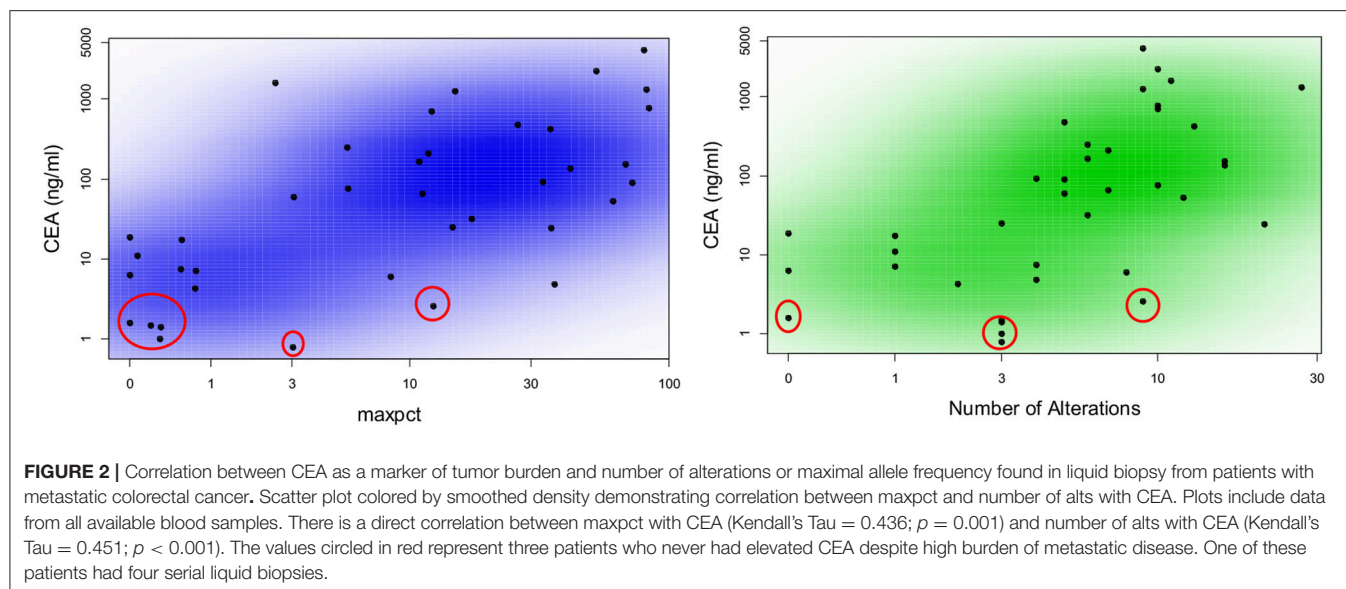 5000
1000
100
10
1
CEA (ng/ml)
0 1 3 10 30 100
maxpct
5000
1000
100
10
1
CEA (ng/ml)
0 1 3 10 30
Number of Alterations
FIGURE 2 | Correlation between CEA as a marker of tumor burden and number of alterations or maximal allele frequency found in liquid biopsy from patients with
metastatic colorectal cancer. Scatter plot colored by smoothed density demonstrating correlation between maxpct and number of alts with CEA. Plots include data
from all available blood samples. There is a direct correlation between maxpct with CEA (Kendall's Tau = 0.436; p = 0.001) and number of alts with CEA (Kendall's
Tau = 0.451; p < 0.001). The values circled in red represent three patients who never had elevated CEA despite high burden of metastatic disease. One of these
patients had four serial liquid biopsies.